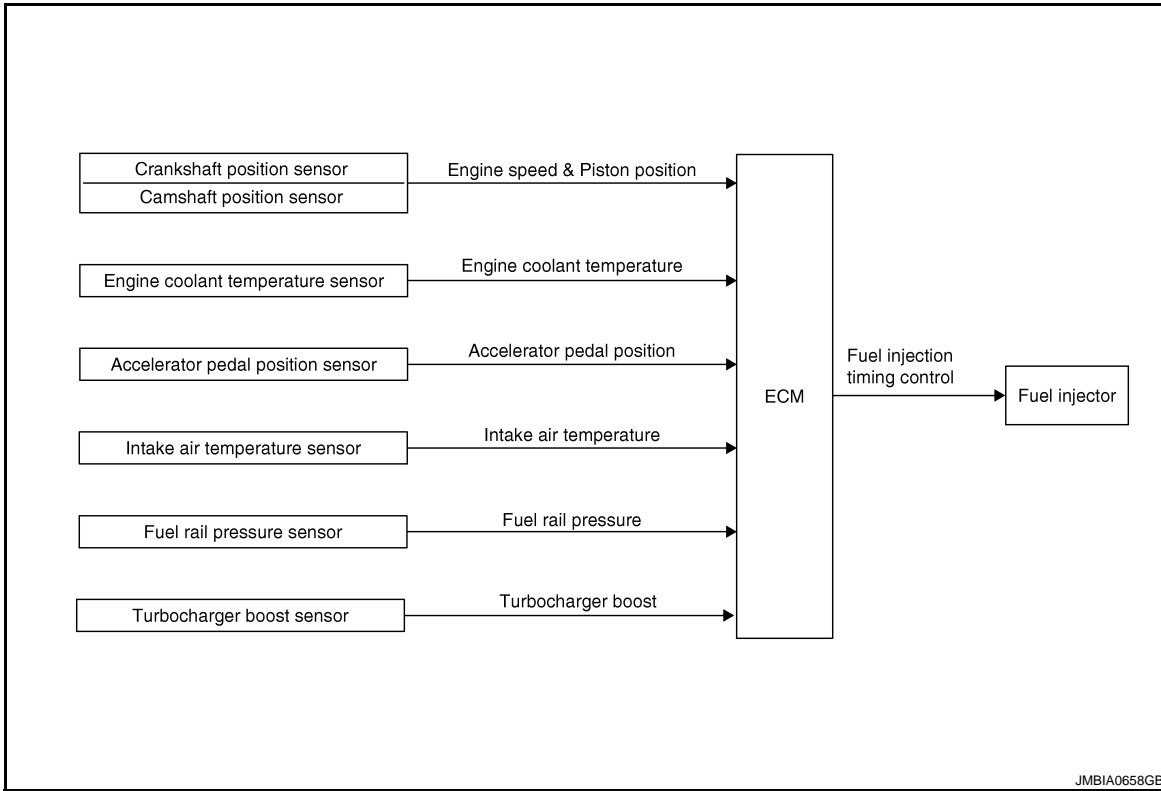 Crankshaft position sensor
Camshaft position sensor
Engine speed & Piston position
Engine coolant temperature sensor
Engine coolant temperature
Accelerator pedal position sensor
Accelerator pedal position
Intake air temperature sensor
Intake air temperature
Fuel rail pressure sensor
Fuel rail pressure
Turbocharger boost sensor
Turbocharger boost
ECM
Fuel injection
timing control
Fuel injector
JMBIA0658GB